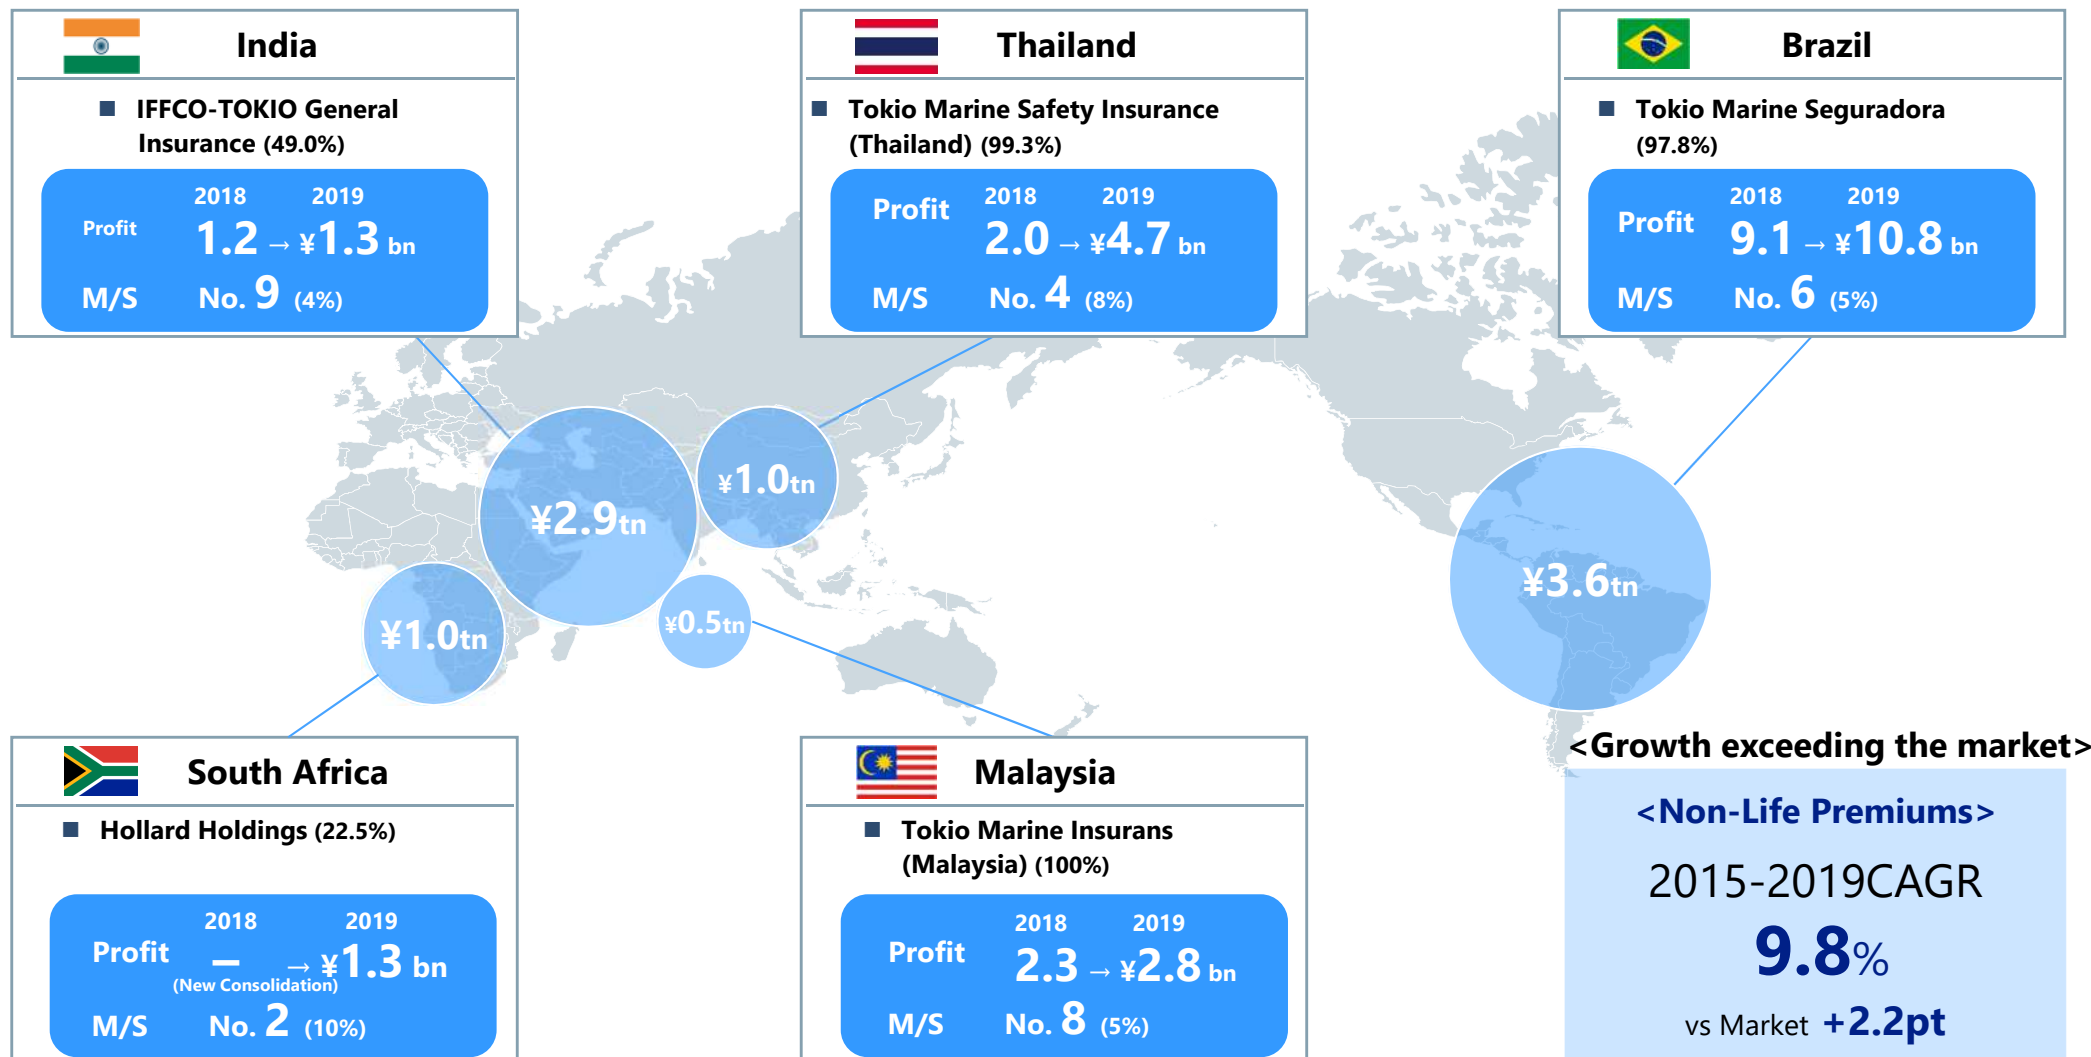 India
IFFCO-TOKIO General
Insurance (49.0%)
2018 2019
Profit 1.2 → ¥1.3 bn
M/S No. 9 (4%)
Thailand
Tokio Marine Safety Insurance
(Thailand) (99.3%)
2018 2019
Profit 2.0 → ¥4.7 bn
M/S No. 4 (8%)
Brazil
Tokio Marine Seguradora
(97.8%)
2018 2019
Profit 9.1 → ¥10.8 bn
M/S No. 6 (5%)
¥2.9tn
¥1.0tn
¥3.6tn
¥1.0tn
¥0.5tn
South Africa
Hollard Holdings (22.5%)
2018 2019
Profit – → ¥1.3 bn
(New Consolidation)
M/S No. 2 (10%)
Malaysia
Tokio Marine Insurans
(Malaysia) (100%)
2018 2019
Profit 2.3 → ¥2.8 bn
M/S No. 8 (5%)
<Growth exceeding the market>
<Non-Life Premiums>
2015-2019CAGR
9.8%
vs Market +2.2pt